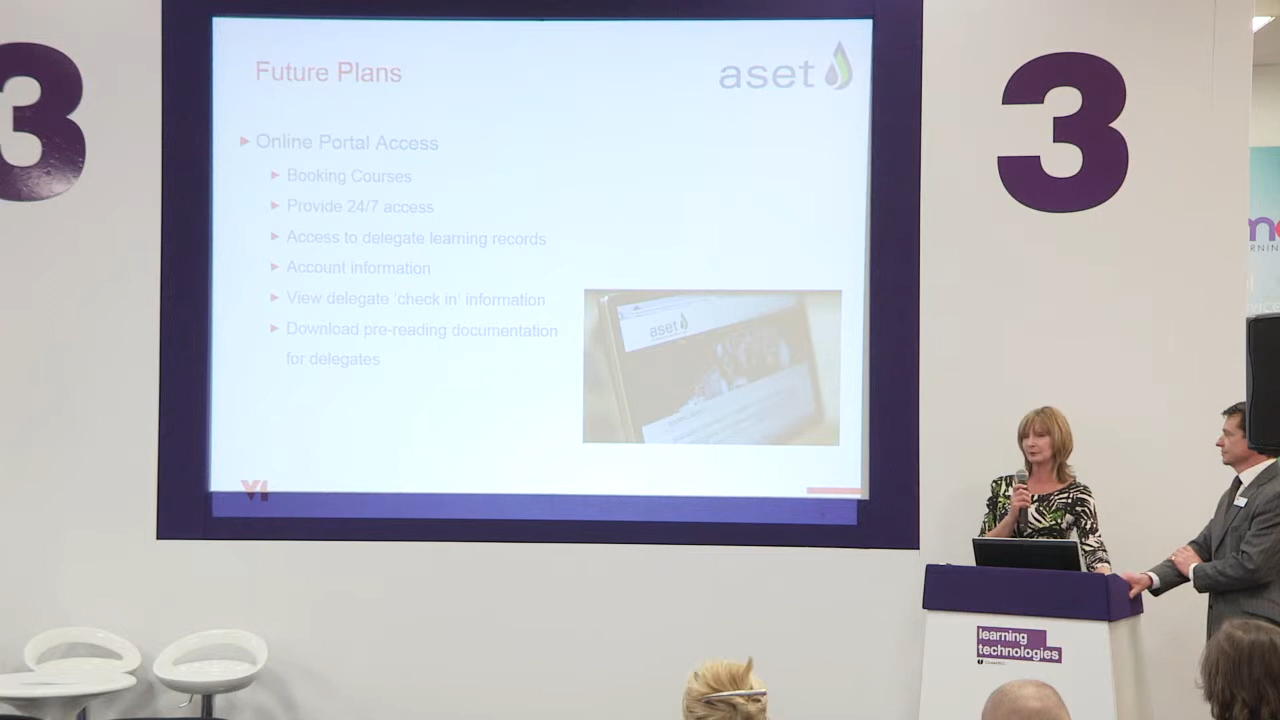 3
3
Future Plans
aset
Online Portal Access
Booking Courses
Provide 24/7 access
Access to delegate learning records
Account information
View delegate 'check in' information
Download pre-reading documentation
for delegates
aset
learning
technologies